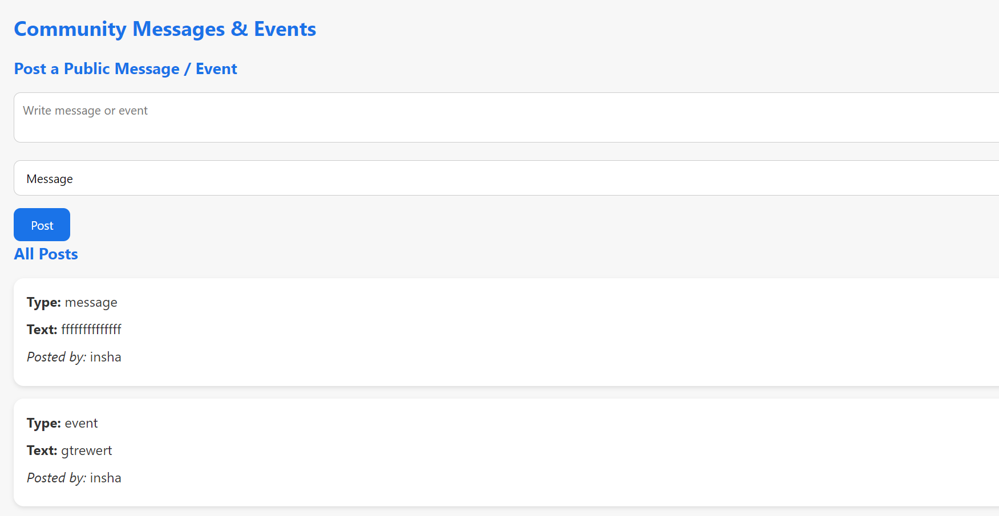 Community Messages & Events
Post a Public Message / Event
Write message or event
Message
Post
All Posts
Type: message
Text: ffffffffffffff
Posted by: insha
Type: event
Text: gtrewert
Posted by: insha